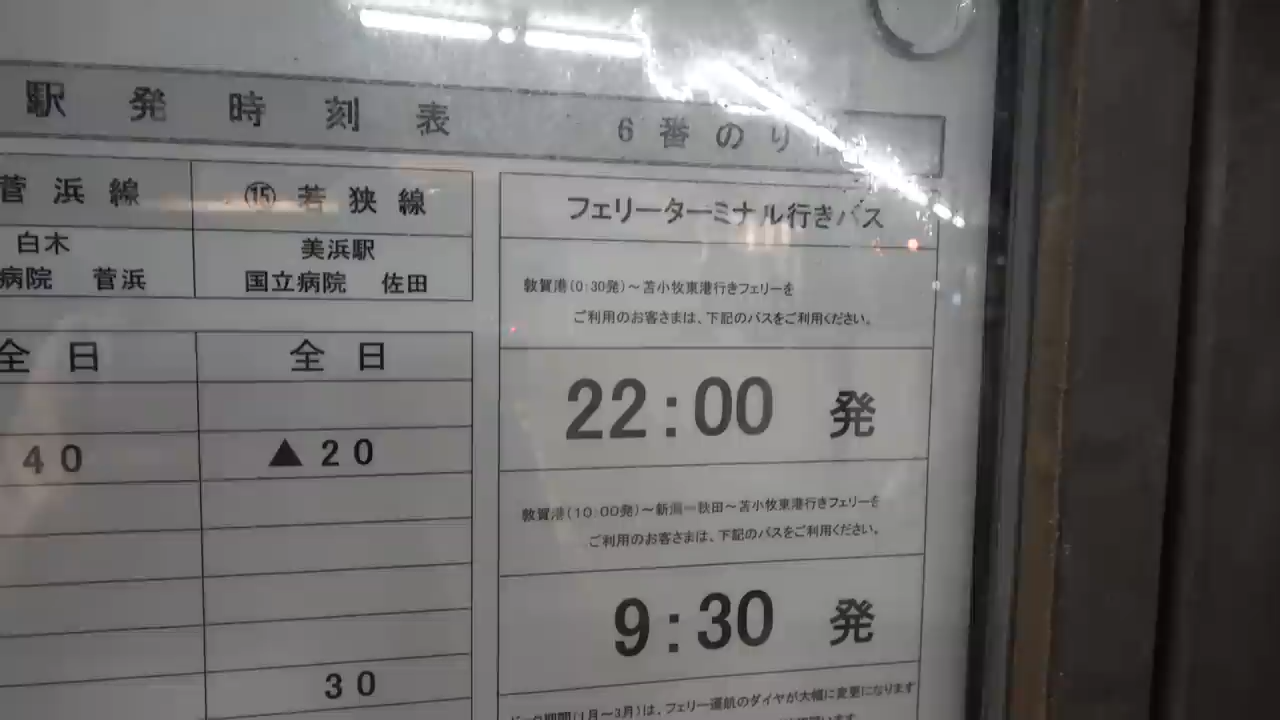 駅発時刻表 6番のり
菅浜線
白木
病院 菅浜
全日
40
⑮若狭線
美浜駅
国立病院 佐田
全日
▲20
30
フェリーターミナル行きバス
敦賀港(0:30発)～苫小牧東港行きフェリーを
ご利用のお客さまは、下記のバスをご利用ください。
22:00 発
敦賀港(10:00発)～新潟～秋田～苫小牧東港行きフェリーを
ご利用のお客さまは、下記のバスをご利用ください。
9:30 発
期間(1月～3月)は、フェリー運航のダイヤが大幅に変更になります